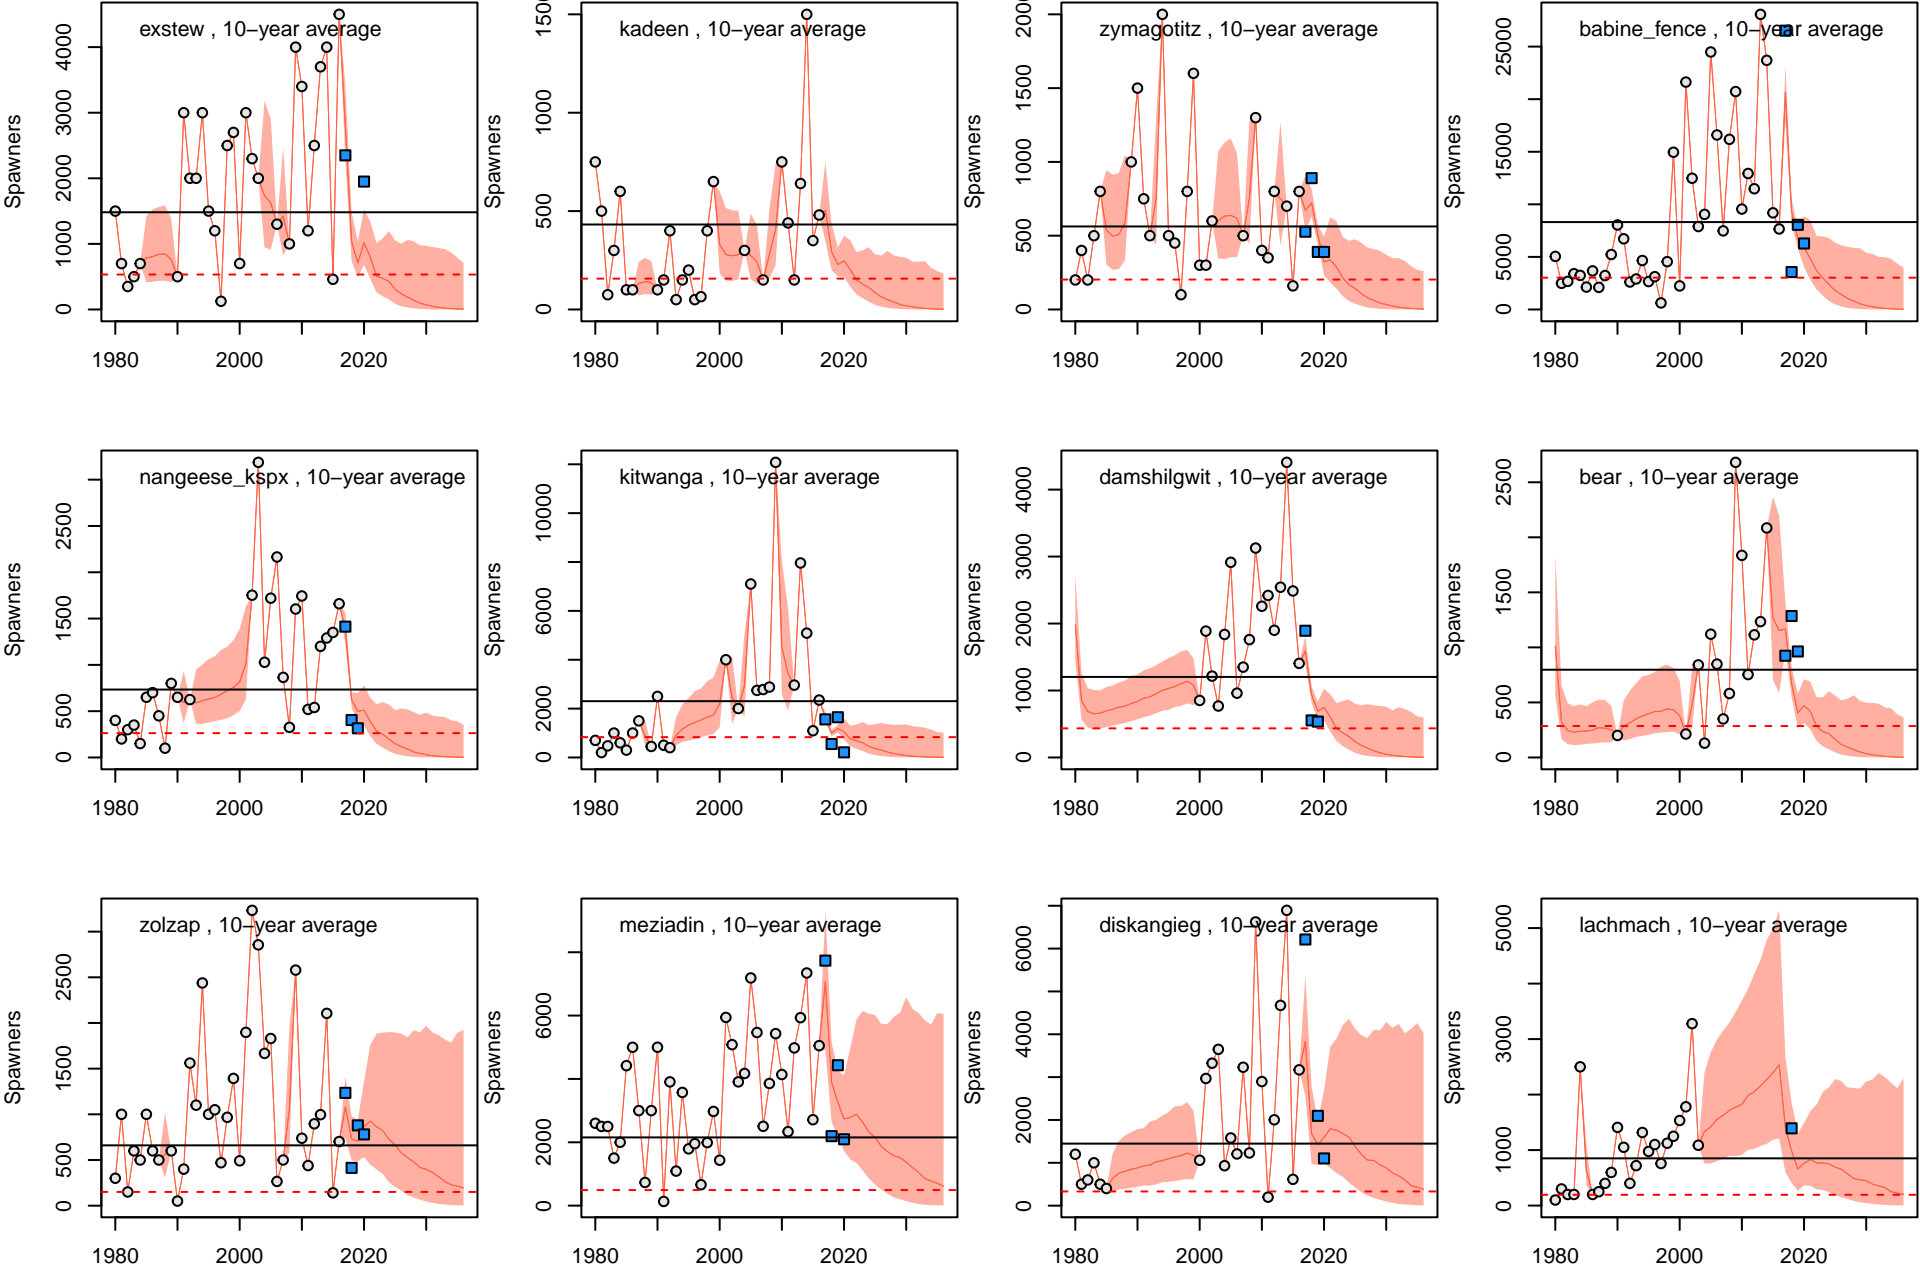 exstew , 10−year average
kadeen , 10−year average
zymagotitz , 10−year average
babine_fence , 10−year average
Spawners
0 1000 2000 3000 4000
1980 2000 2020
Spawners
0 500 1000 1500
1980 2000 2020
Spawners
0 500 1000 1500 2000
1980 2000 2020
Spawners
0 5000 15000 25000
1980 2000 2020
nangeese_kspx , 10−year average
kitwanga , 10−year average
damshilgwit , 10−year average
bear , 10−year average
Spawners
0 500 1500 2500
1980 2000 2020
Spawners
0 2000 6000 10000
1980 2000 2020
Spawners
0 1000 2000 3000 4000
1980 2000 2020
Spawners
0 500 1500 2500
1980 2000 2020
zolzap , 10−year average
meziadin , 10−year average
diskangieg , 10−year average
lachmach , 10−year average
Spawners
0 500 1500 2500
1980 2000 2020
Spawners
0 2000 6000
1980 2000 2020
Spawners
0 2000 4000 6000
1980 2000 2020
Spawners
0 1000 3000 5000
1980 2000 2020